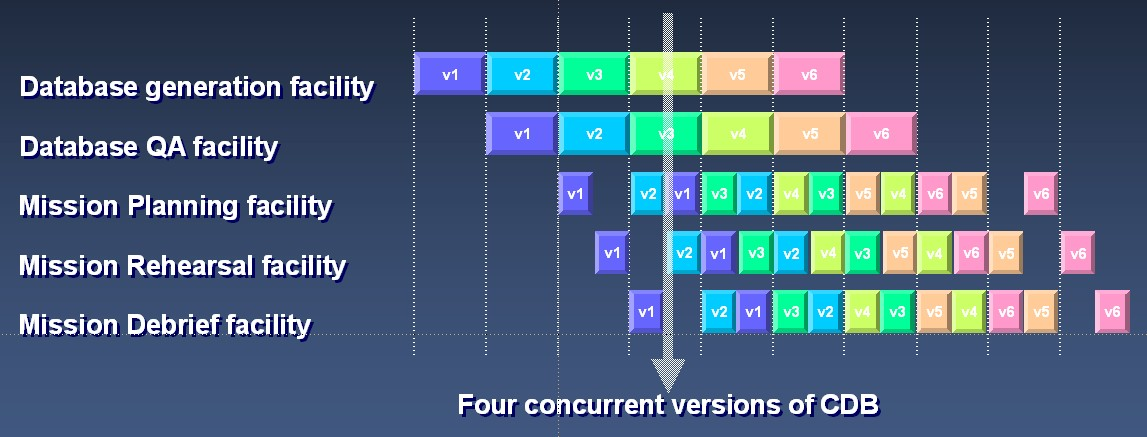 Database generation facility v1 v2 v3 v4 v5 v6
Database QA facility v1 v2 v3 v4 v5 v6
Mission Planning facility v1 v2 v1 v3 v2 v4 v3 v5 v4 v6 v5 v6
Mission Rehearsal facility v1 v2 v1 v3 v2 v4 v3 v5 v4 v6 v5 v6
Mission Debrief facility v1 v2 v1 v3 v2 v4 v3 v5 v4 v6 v5 v6
Four concurrent versions of CDB